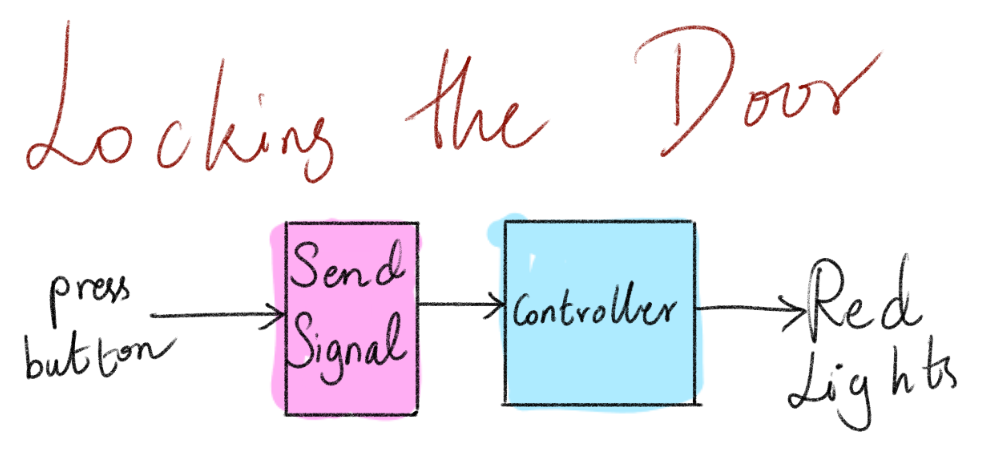 Locking the Door
press
button
Send
Signal
Controller
Red
Lights